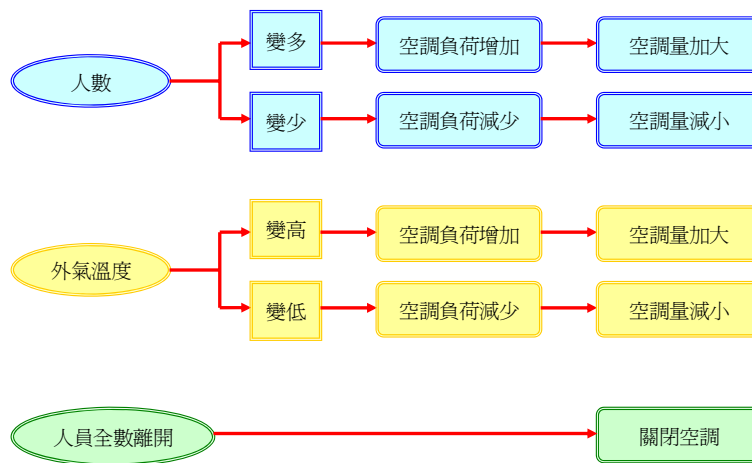 人數
變多
空調負荷增加
空調量加大
變少
空調負荷減少
空調量減小
外氣溫度
變高
空調負荷增加
空調量加大
變低
空調負荷減少
空調量減小
人員全數離開
關閉空調